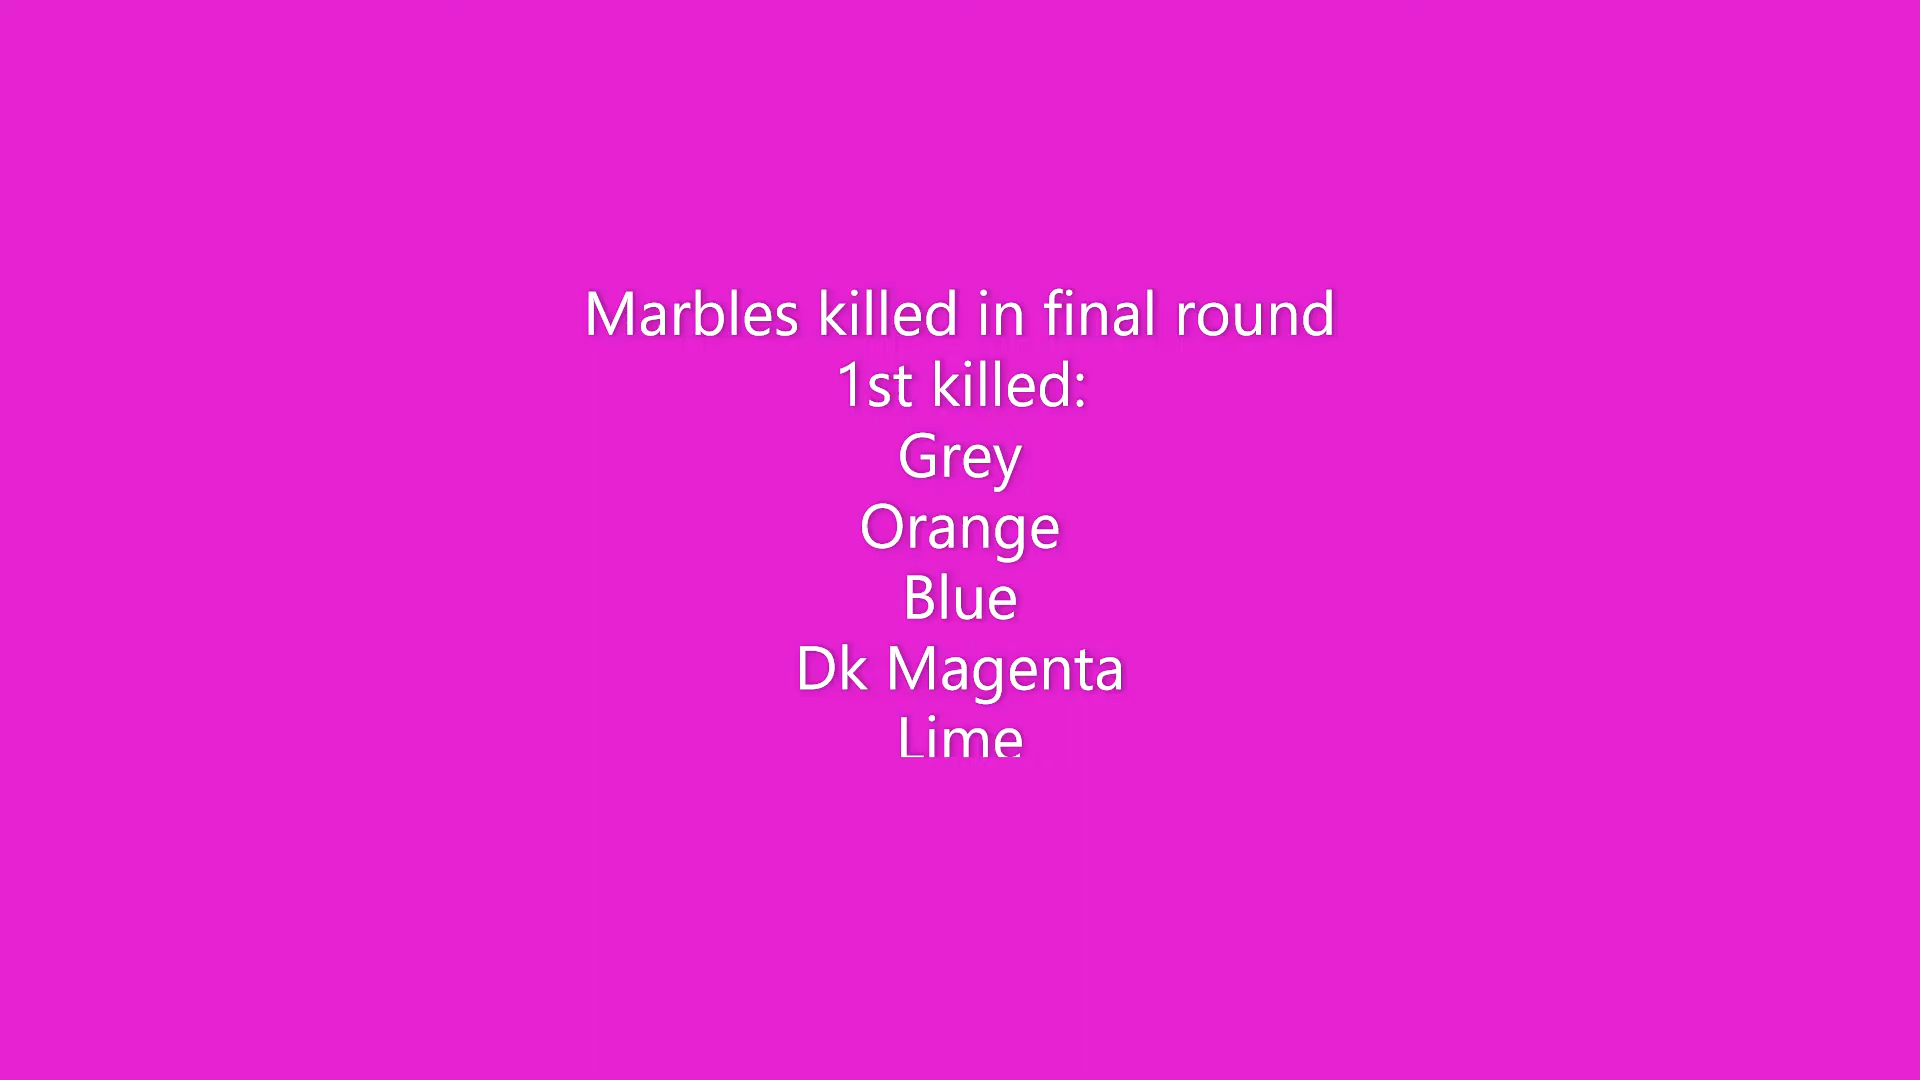 Marbles killed in final round
1st killed:
Grey
Orange
Blue
Dk Magenta
Lime